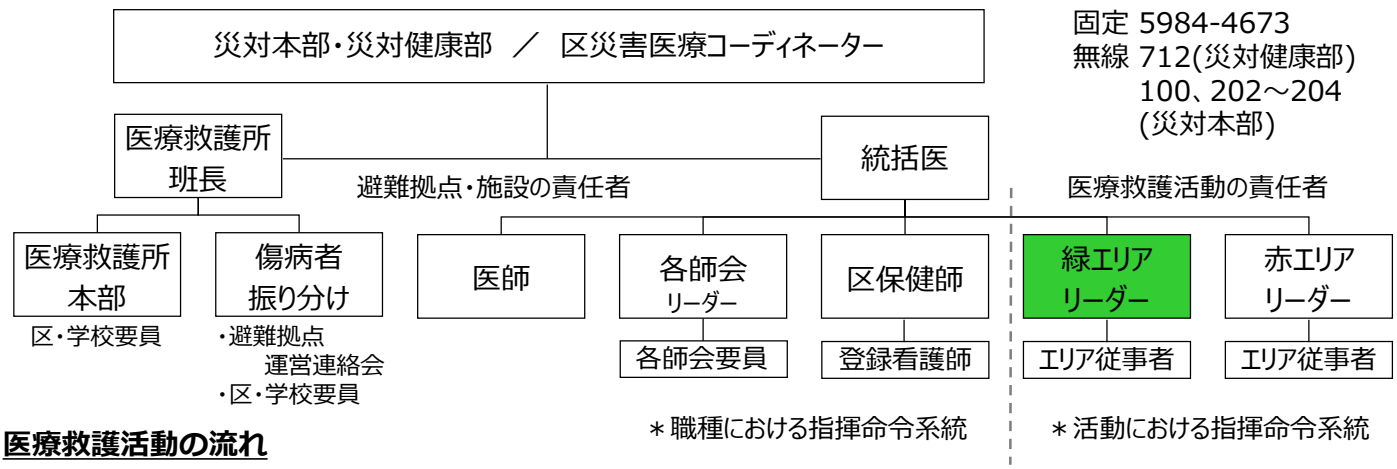 災対本部・災対健康部 ／ 区災害医療コーディネーター
固定 5984-4673
無線 712(災対健康部)
100、202～204
(災対本部)
医療救護所
班長
統括医
避難拠点・施設の責任者
医療救護活動の責任者
医療救護所
本部
傷病者
振り分け
医師
各師会
リーダー
区保健師
緑エリア
リーダー
赤エリア
リーダー
区・学校要員
・避難拠点
運営連絡会
・区・学校要員
各師会要員
登録看護師
エリア従事者
エリア従事者
＊職種における指揮命令系統
＊活動における指揮命令系統
医療救護活動の流れ